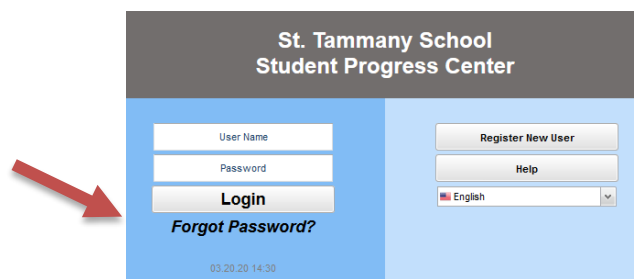 St. Tammany School
Student Progress Center
User Name
Password
Login
Forgot Password?
03.20.20 14:30
Register New User
Help
English